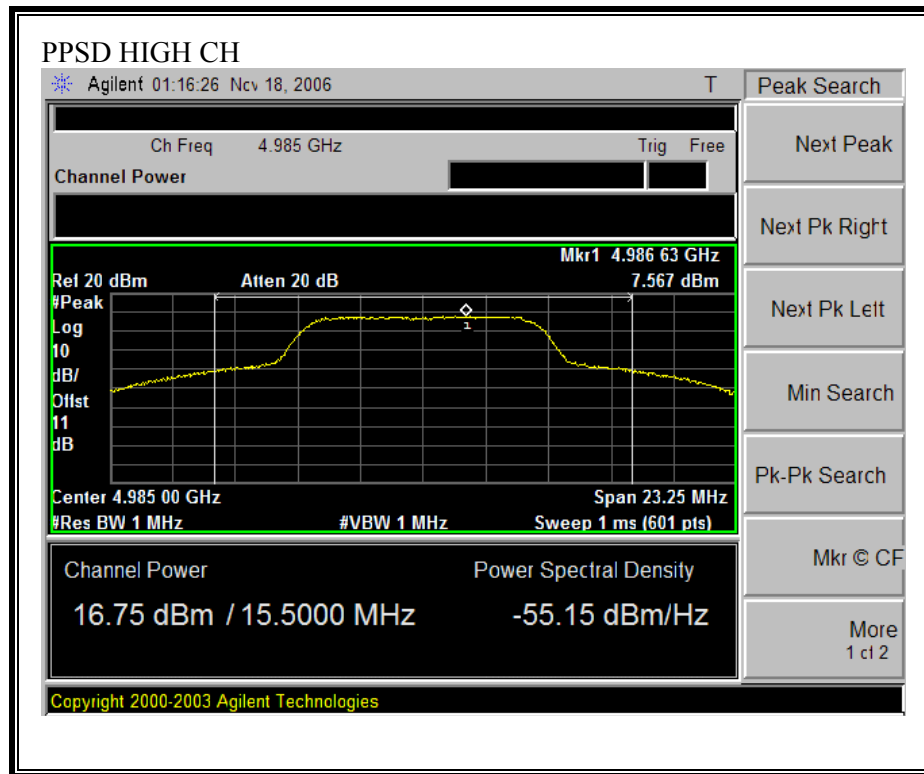 PPSD HIGH CH
Agilent 01:16:26 Nov 18, 2006 T
Peak Search
Ch Freq 4.985 GHz Trig Free
Channel Power
Mkr1 4.986 63 GHz
Ref 20 dBm Atten 20 dB 7.567 dBm
#Peak
Log
10
dB/
Offst
11
dB
1
Center 4.985 00 GHz Span 23.25 MHz
#Res BW 1 MHz #VBW 1 MHz Sweep 1 ms (601 pts)
Channel Power Power Spectral Density
16.75 dBm / 15.5000 MHz -55.15 dBm/Hz
Copyright 2000-2003 Agilent Technologies
Next Peak
Next Pk Right
Next Pk Left
Min Search
Pk-Pk Search
Mkr © CF
More
1 of 2